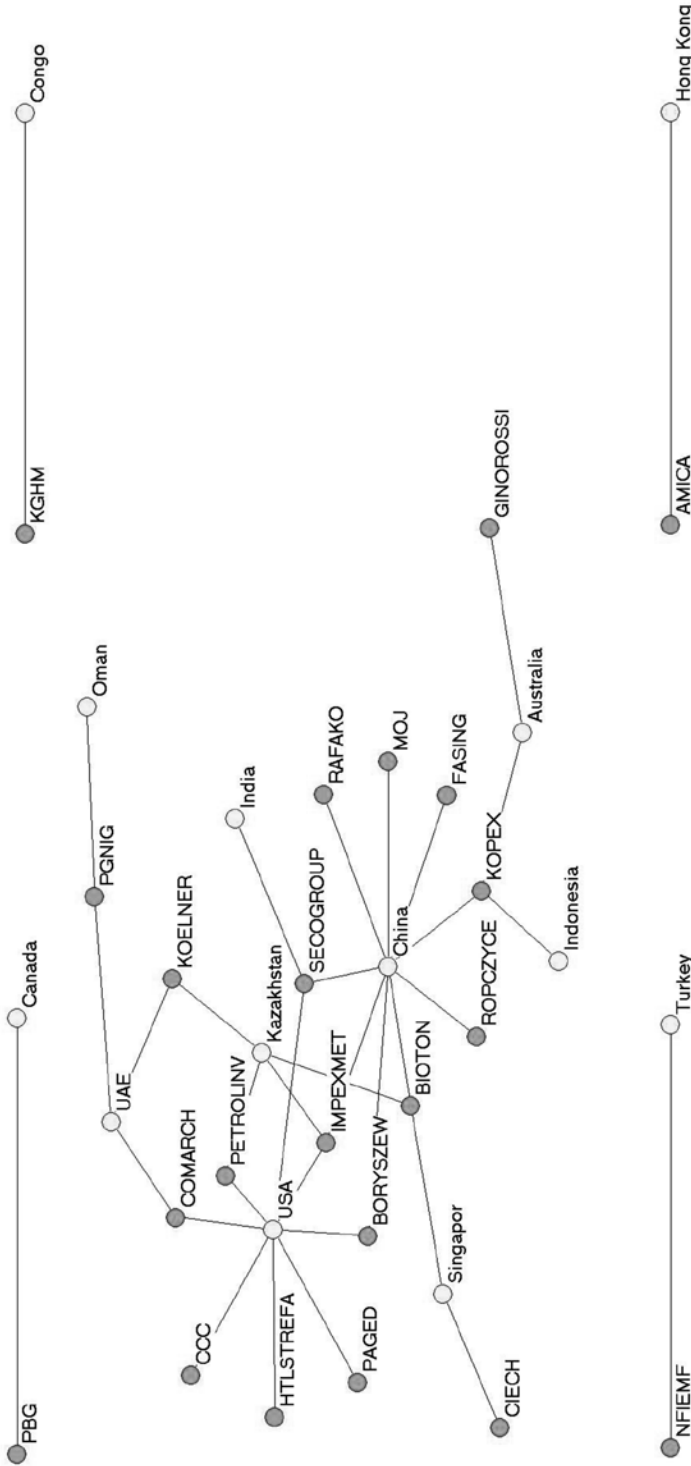 PBG
Canada
KGHM
Congo
Oman
PGNIG
UAE
KOELNER
COMARCH
India
PETROLINV
Kazakhstan
SECOGROUP
RAFAKO
CCC
USA
IMPEXMET
MOJ
HTLSTREFA
China
FASING
BORYSZEW
BIOTON
PAGED
KOPEX
GINOROSSI
Singapor
ROPCZYCE
Australia
CIECH
Indonesia
NFIEMF
Turkey
AMICA
Hong Kong